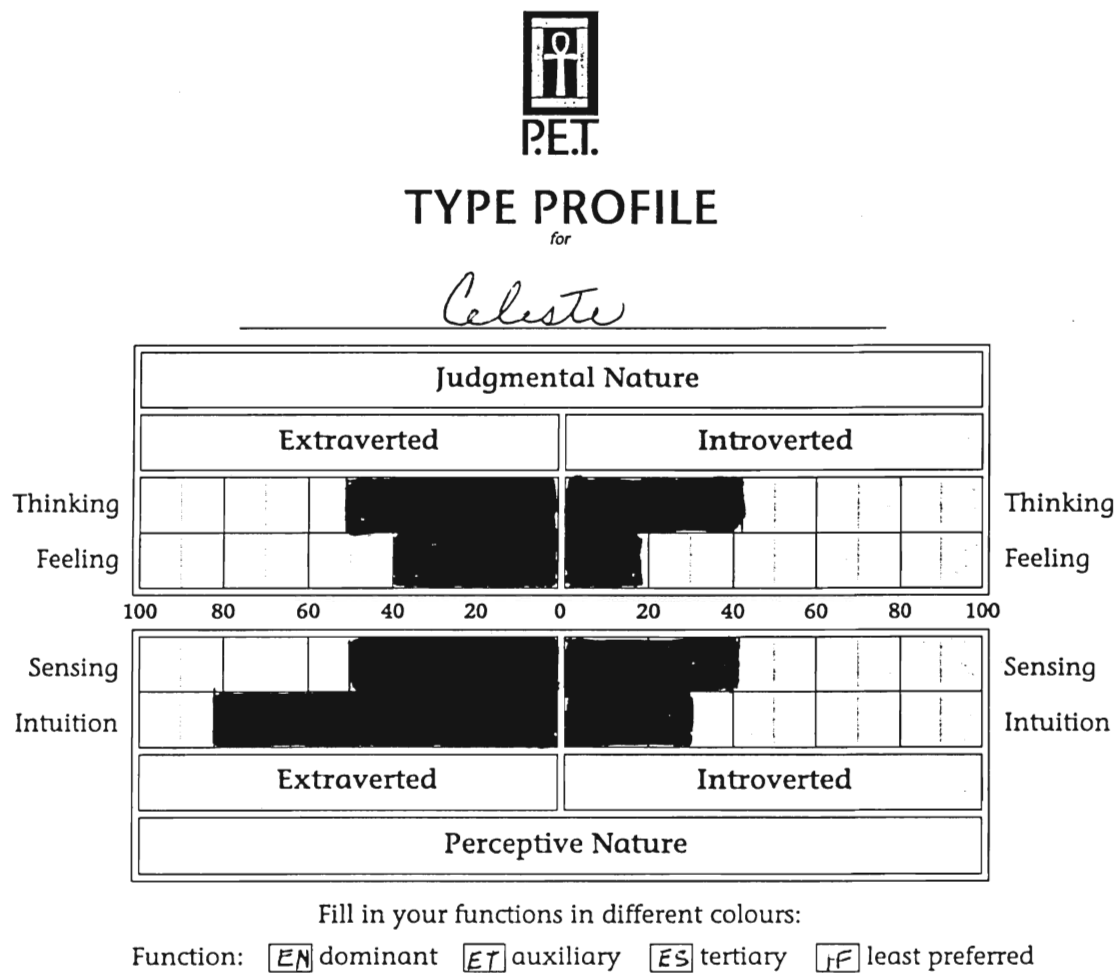 P.E.T.
TYPE PROFILE
for
Celeste
Judgmental Nature
Extraverted Introverted
Thinking Thinking
Feeling Feeling
100 80 60 40 20 0 20 40 60 80 100
Sensing Sensing
Intuition Intuition
Extraverted Introverted
Perceptive Nature
Fill in your functions in different colours:
Function: EN dominant ET auxiliary ES tertiary IF least preferred